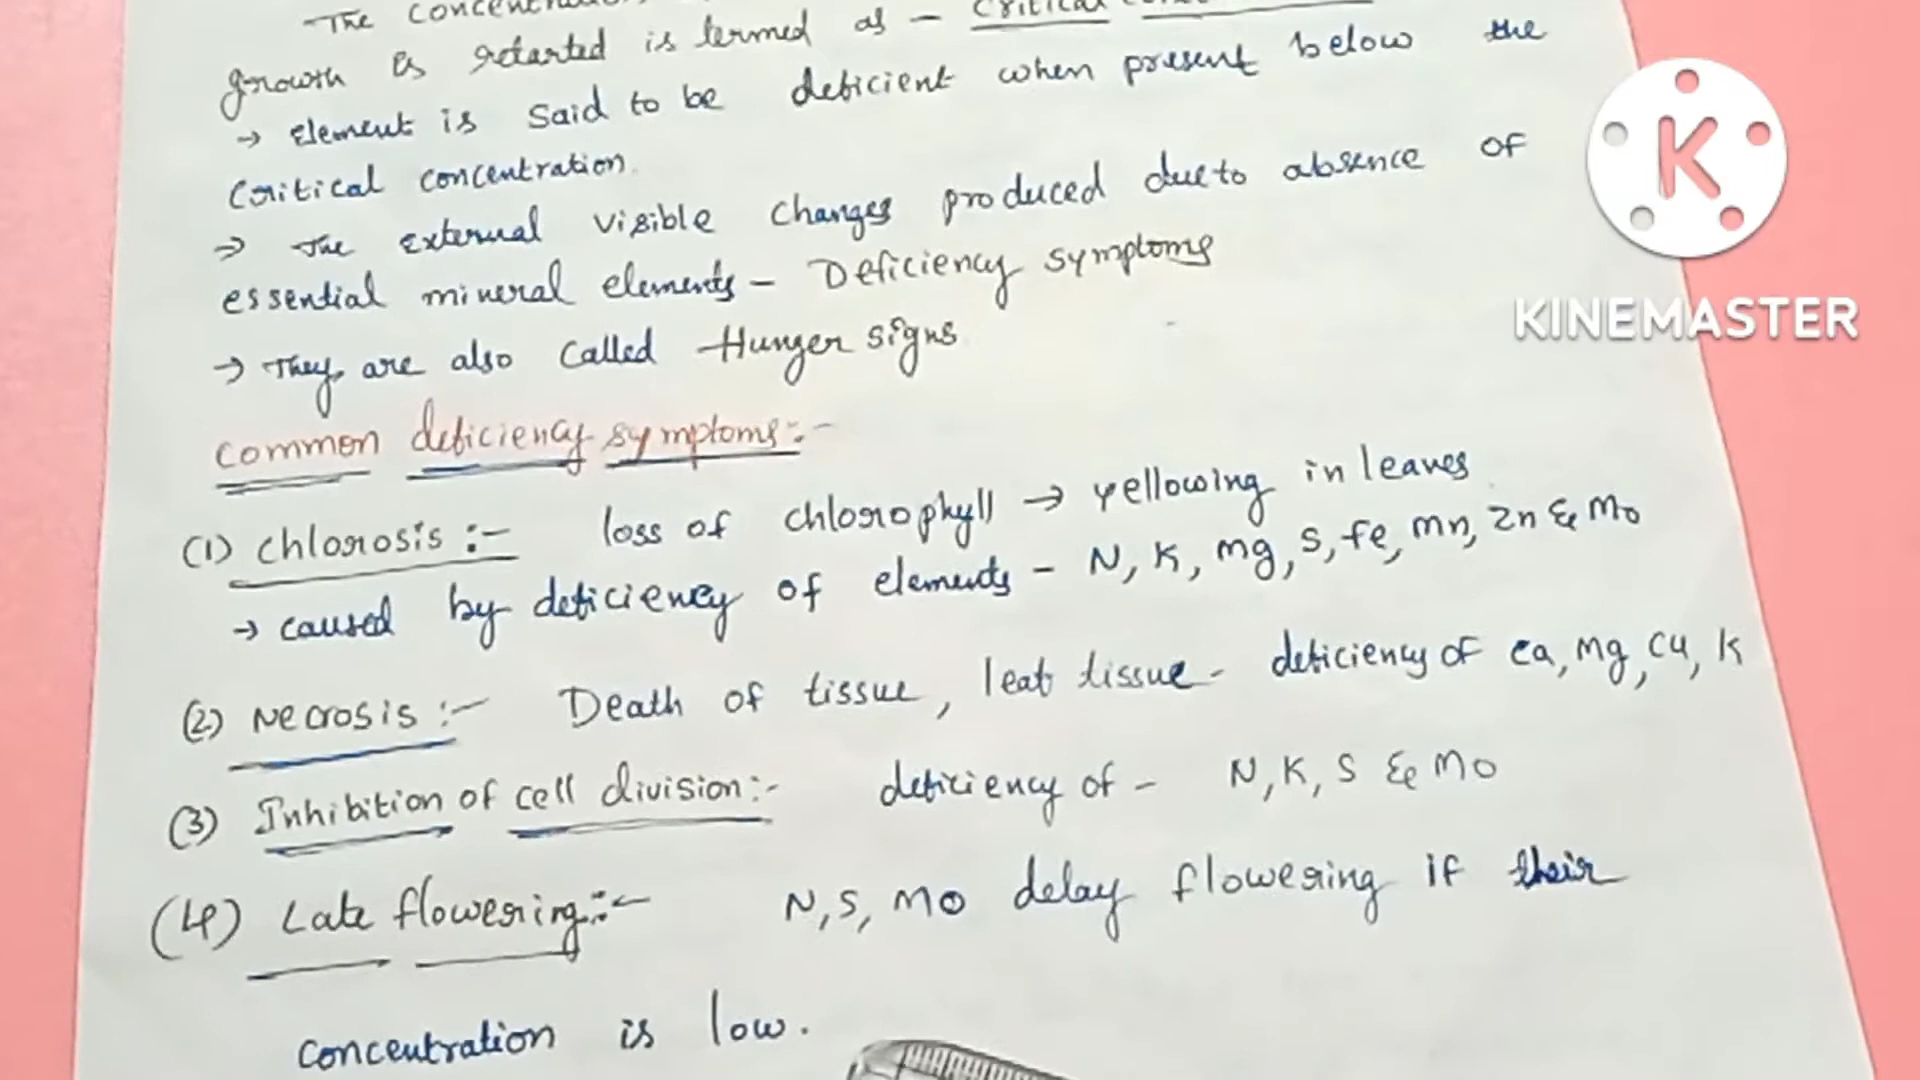 The
growth is retarted is termed as - Critical
→ Element is said to be deficient when present below the
Critical concentration.
→ The external visible changes produced due to absence of
essential mineral elements - Deficiency symptoms
→ They are also called Hunger signs
Common deficiency symptoms:-
(1) Chlorosis :- loss of chlorophyll → yellowing in leaves
→ caused by deficiency of elements - N, K, Mg, S, Fe, Mn, Zn & Mo
(2) Necrosis :- Death of tissue, leaf tissue - deficiency of Ca, Mg, Cu, K
(3) Inhibition of cell division:- deficiency of - N, K, S & Mo
(4) Late flowering:- N, S, Mo delay flowering if their
concentration is low.
K
KINEMASTER